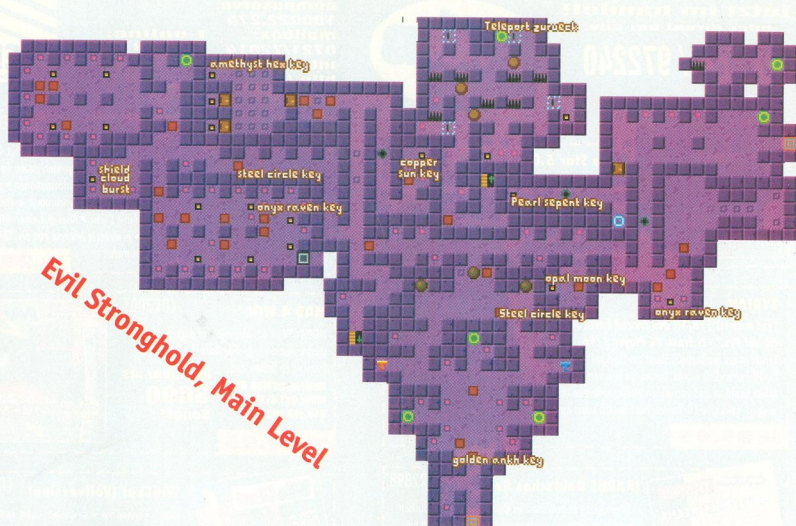 Teleport zurueck
amethyst hex key
copper
sun key
shield
cloud
burst
steel circle key
onyx raven key
Pearl sepent key
opal moon key
Steel circle key
onyx raven key
golden ankh key
Evil Stronghold, Main Level